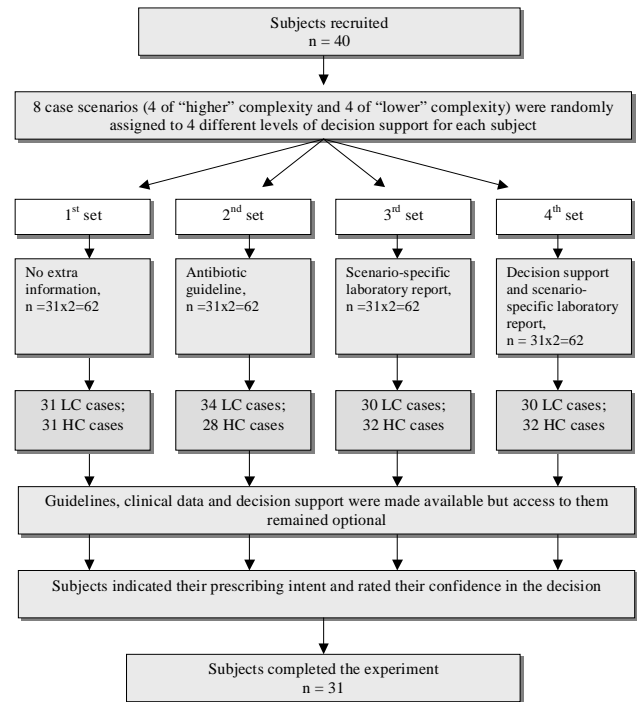 Subjects recruited
n = 40
8 case scenarios (4 of “higher” complexity and 4 of “lower” complexity) were randomly
assigned to 4 different levels of decision support for each subject
1st set
2nd set
3rd set
4th set
No extra
information,
n =31x2=62
Antibiotic
guideline,
n =31x2=62
Scenario-specific
laboratory report,
n =31x2=62
Decision support
and scenario-
specific laboratory
report,
n = 31x2=62
31 LC cases;
31 HC cases
34 LC cases;
28 HC cases
30 LC cases;
32 HC cases
30 LC cases;
32 HC cases
Guidelines, clinical data and decision support were made available but access to them
remained optional
Subjects indicated their prescribing intent and rated their confidence in the decision
Subjects completed the experiment
n = 31